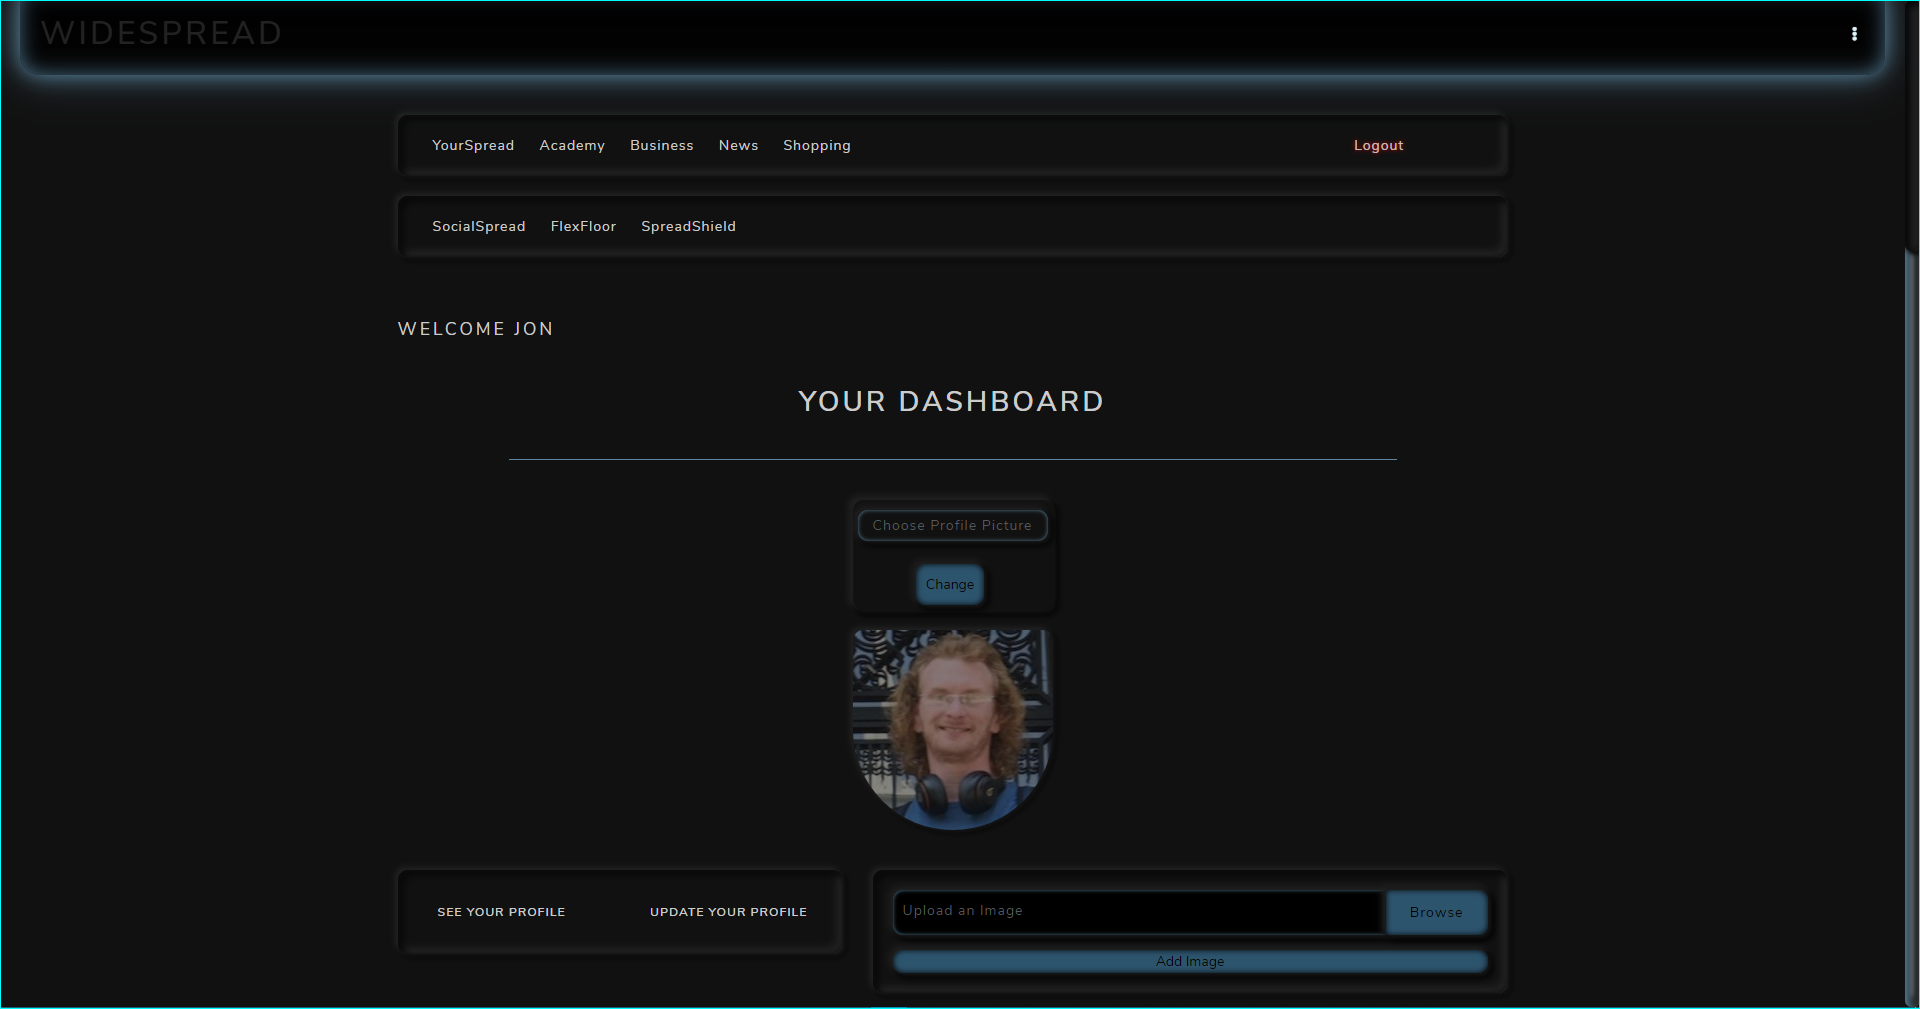 WIDESPREAD
YourSpread Academy Business News Shopping Logout
SocialSpread FlexFloor SpreadShield
WELCOME JON
YOUR DASHBOARD
Choose Profile Picture
Change
SEE YOUR PROFILE UPDATE YOUR PROFILE
Upload an Image Browse
Add Image